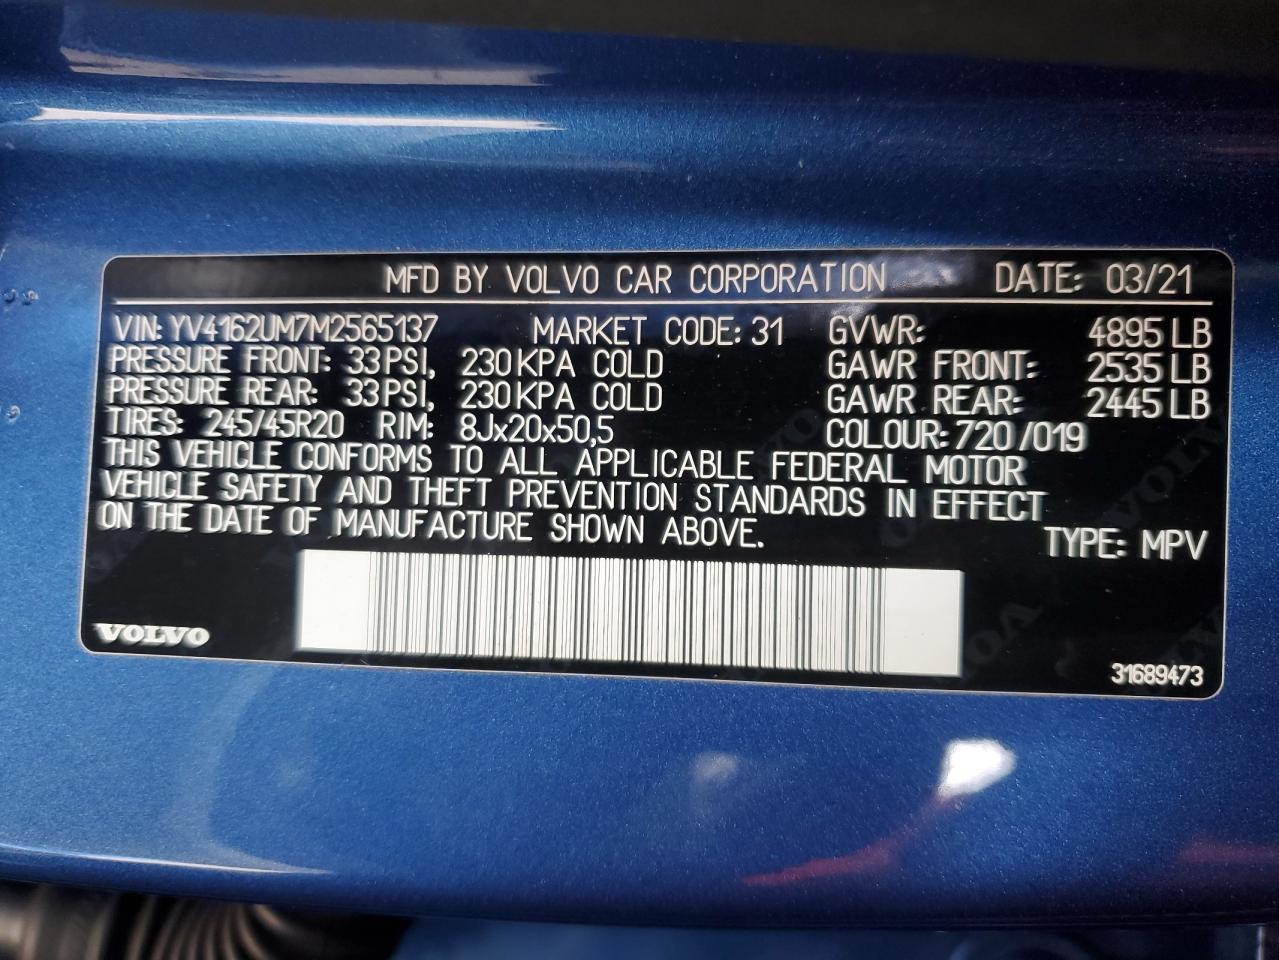 MFD BY VOLVO CAR CORPORATION DATE: 03/21
VIN: YV4162UM7M2565137 MARKET CODE: 31 GVWR: 4895 LB
PRESSURE FRONT: 33 PSI, 230 KPA COLD GAWR FRONT: 2535 LB
PRESSURE REAR: 33 PSI, 230 KPA COLD GAWR REAR: 2445 LB
TIRES: 245/45R20 RIM: 8Jx20x50,5 COLOUR: 720/019
THIS VEHICLE CONFORMS TO ALL APPLICABLE FEDERAL MOTOR
VEHICLE SAFETY AND THEFT PREVENTION STANDARDS IN EFFECT
ON THE DATE OF MANUFACTURE SHOWN ABOVE. TYPE: MPV
VOLVO
31689473